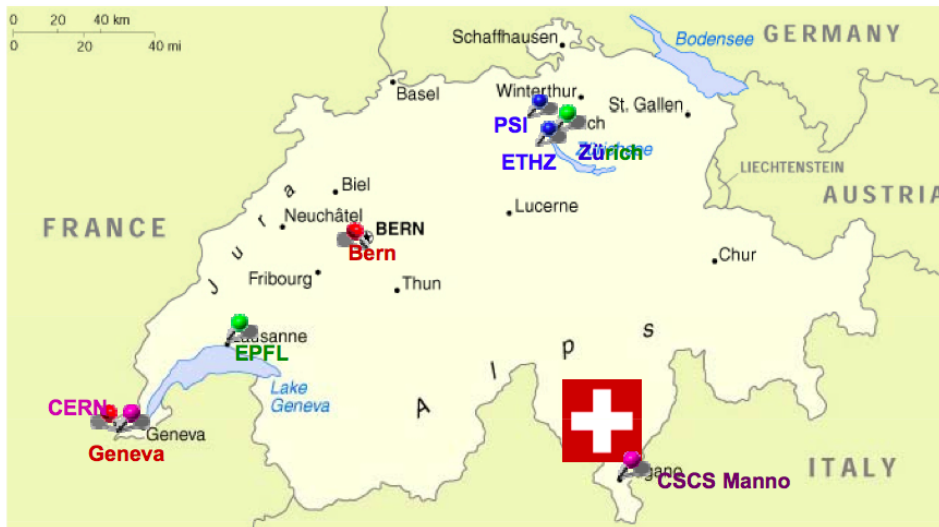 0 20 40 km
0 20 40 mi
Schaffhausen
Bodensee
GERMANY
Basel
Winterthur
St. Gallen
PSI
ETHZ
Zürich
LIECHTENSTEIN
AUSTRIA
Jura
Biel
Neuchâtel
BERN
Bern
Lucerne
FRANCE
Fribourg
Thun
Chur
EPFL
Alps
Lake
Geneva
CERN
Geneva
Geneva
CSCS Manno
ITALY